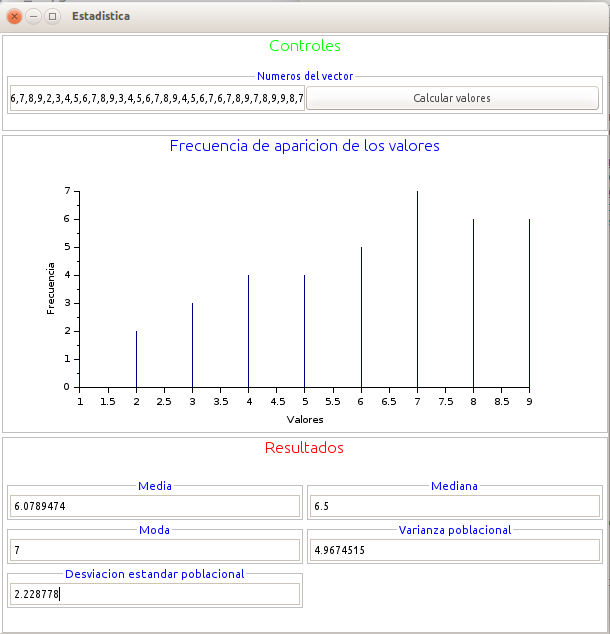 Estadistica
Controles
Numeros del vector
6,7,8,9,2,3,4,5,6,7,8,9,3,4,5,6,7,8,9,4,5,6,7,6,7,8,9,7,8,9,9,8,7
Calcular valores
Frecuencia de aparicion de los valores
7
6
5
4
3
2
1
0
Frecuencia
1 1.5 2 2.5 3 3.5 4 4.5 5 5.5 6 6.5 7 7.5 8 8.5 9
Valores
Resultados
Media
Mediana
6.0789474
6.5
Moda
Varianza poblacional
7
4.9674515
Desviacion estandar poblacional
2.228778